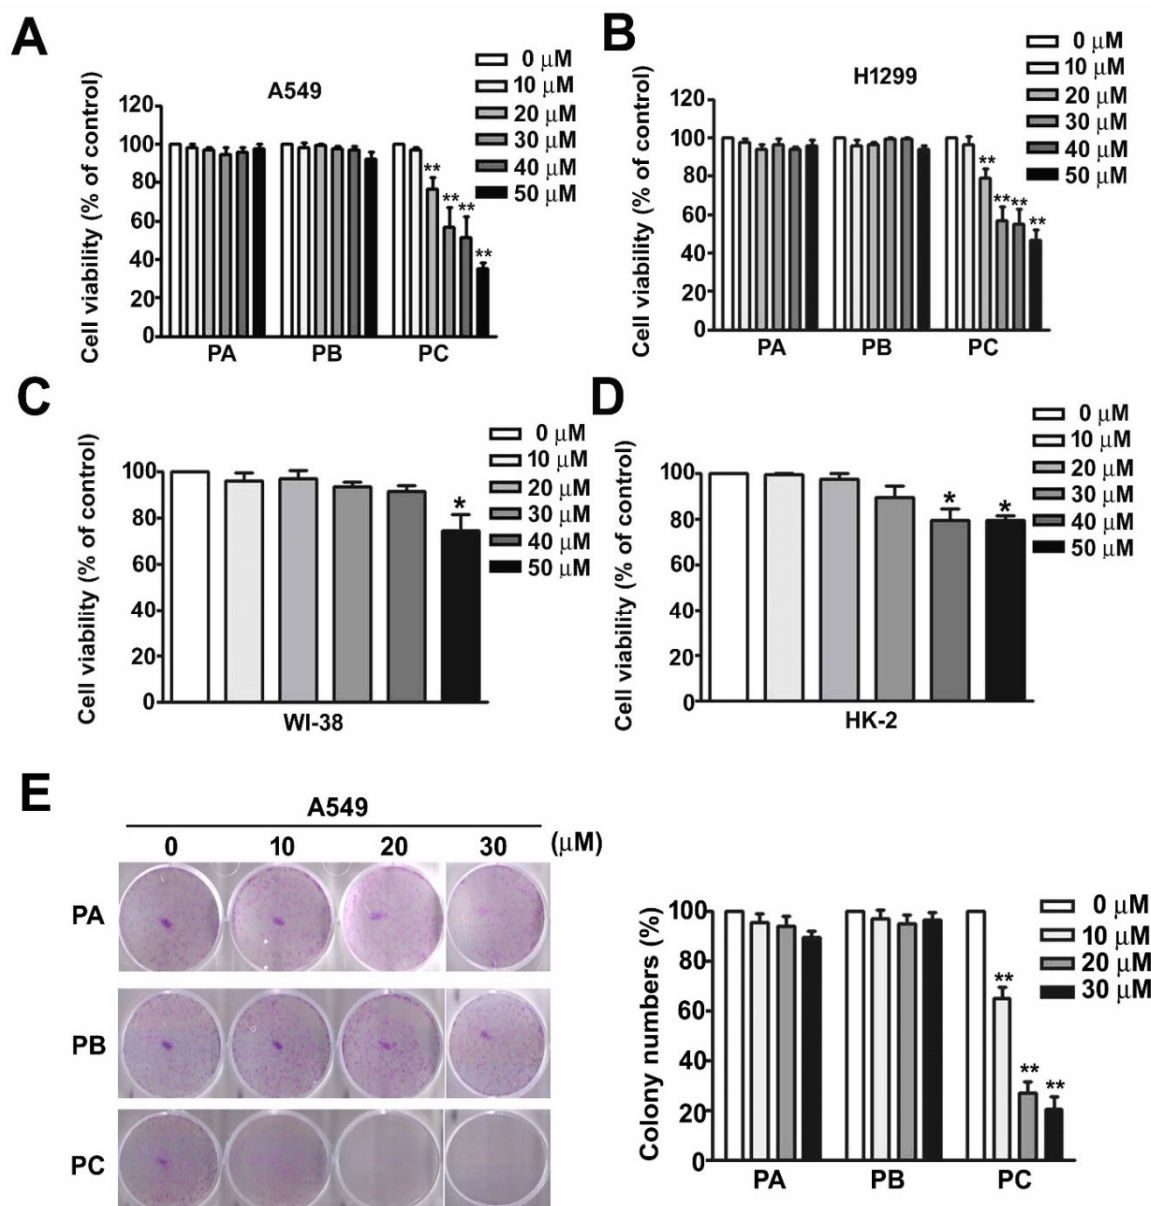 A
A549
0 μM
10 μM
20 μM
30 μM
40 μM
50 μM
Cell viability (% of control)
120
100
80
60
40
20
0
**
**
**
**
PA PB PC
B
H1299
0 μM
10 μM
20 μM
30 μM
40 μM
50 μM
Cell viability (% of control)
120
100
80
60
40
20
0
**
**
**
**
PA PB PC
C
0 μM
10 μM
20 μM
30 μM
40 μM
50 μM
Cell viability (% of control)
100
80
60
40
20
0
*
WI-38
D
0 μM
10 μM
20 μM
30 μM
40 μM
50 μM
Cell viability (% of control)
100
80
60
40
20
0
*
*
HK-2
E
A549
0 10 20 30 (μM)
PA
PB
PC
Colony numbers (%)
100
80
60
40
20
0
0 μM
10 μM
20 μM
30 μM
**
**
**
PA PB PC